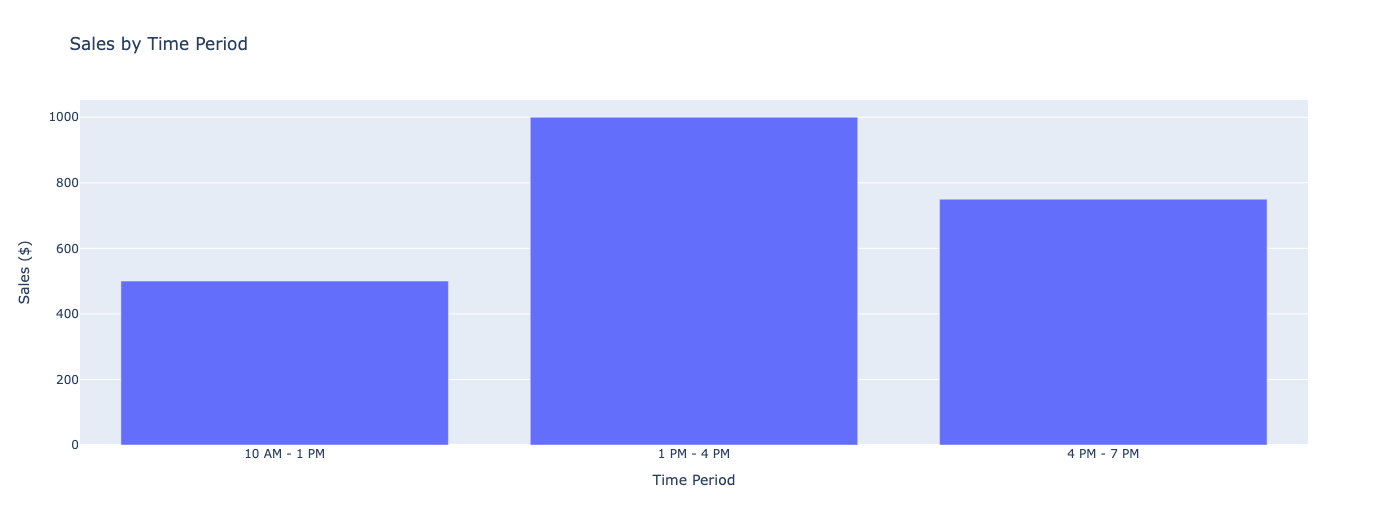 Sales by Time Period
1000
800
600
400
200
0
Sales ($)
10 AM - 1 PM
1 PM - 4 PM
4 PM - 7 PM
Time Period